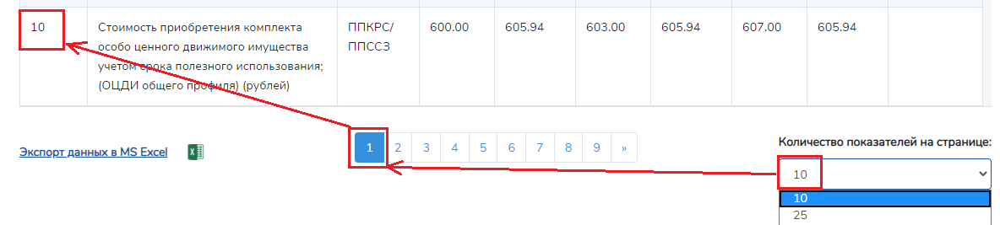 10
Стоимость приобретения комплекта
особо ценного движимого имущества
учетом срока полезного использования;
(ОЦДИ общего профиля) (рублей)
ППКРС/
ППССЗ
600.00
605.94
603.00
605.94
607.00
605.94
Экспорт данных в MS Excel
1 2 3 4 5 6 7 8 9 »
Количество показателей на странице:
10
10
25